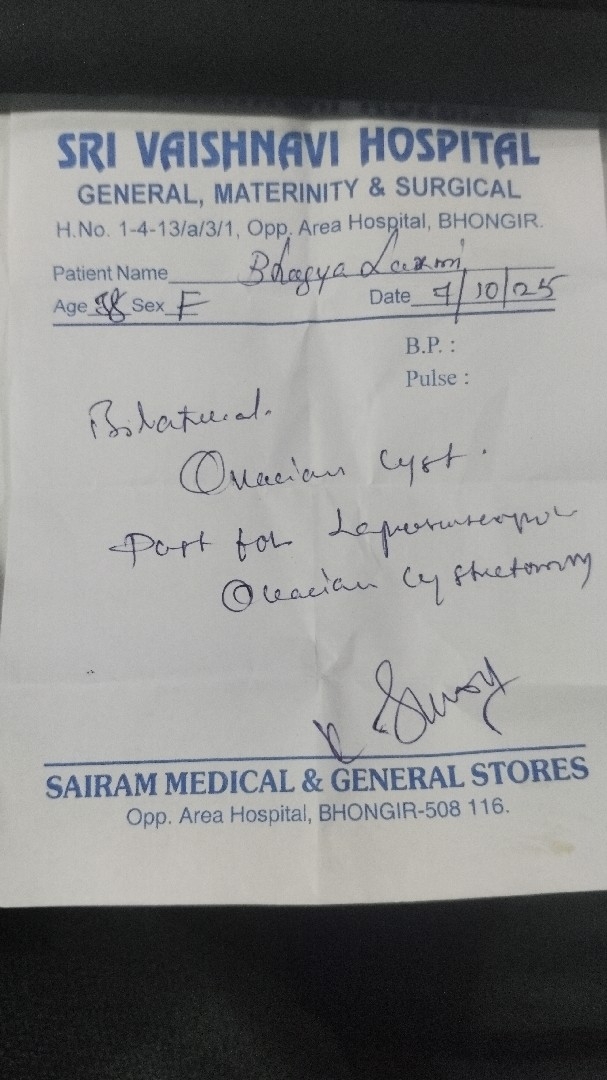 SRI VAISHNAVI HOSPITAL
GENERAL, MATERINITY & SURGICAL
H.No. 1-4-13/a/3/1, Opp. Area Hospital, BHONGIR.
Patient Name Bhagya Laxmi
Age 38 Sex F Date 7/10/25
B.P. :
Pulse :
Bilateral.
Ovarian Cyst.
Post for Laparoscopic
Ovarian Cystectomy
SAIRAM MEDICAL & GENERAL STORES
Opp. Area Hospital, BHONGIR-508 116.